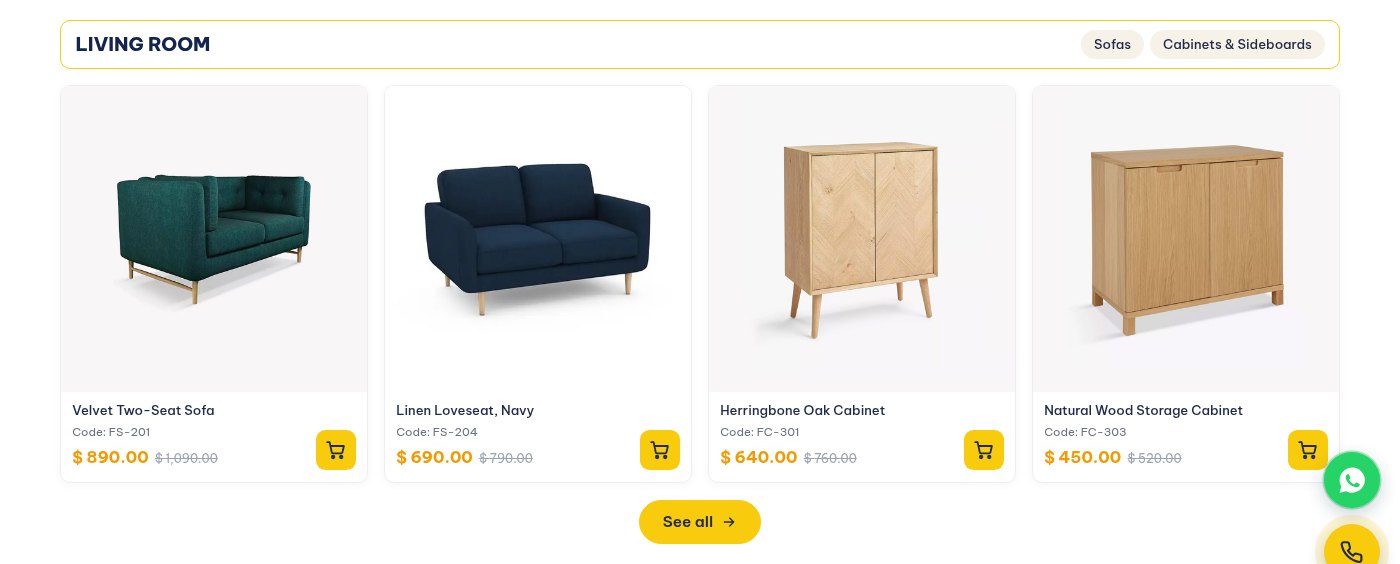 LIVING ROOM
Sofas
Cabinets & Sideboards
Velvet Two-Seat Sofa
Code: FS-201
$ 890.00 $ 1,090.00
Linen Loveseat, Navy
Code: FS-204
$ 690.00 $ 790.00
Herringbone Oak Cabinet
Code: FC-301
$ 640.00 $ 760.00
Natural Wood Storage Cabinet
Code: FC-303
$ 450.00 $ 520.00
See all →